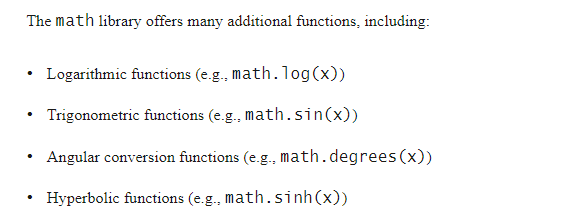 The math library offers many additional functions, including:
• Logarithmic functions (e.g., math.log(x))
• Trigonometric functions (e.g., math.sin(x))
• Angular conversion functions (e.g., math.degrees(x))
• Hyperbolic functions (e.g., math.sinh(x))